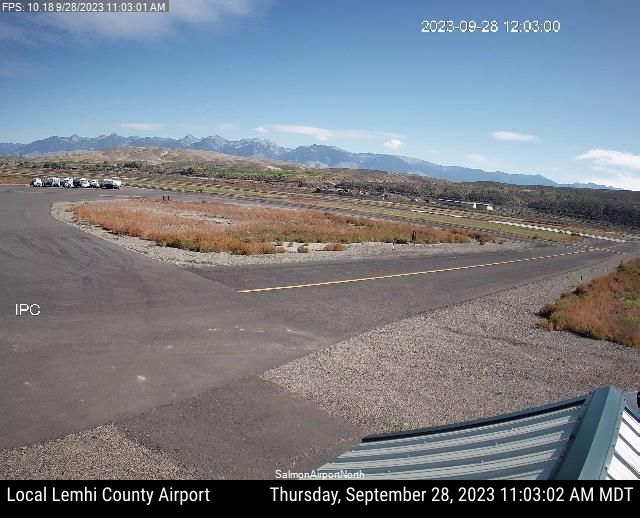 FPS: 10.18 9/28/2023 11:03:01 AM
2023-09-28 12:03:00
IPC
SalmonAirportNorth
Local Lemhi County Airport Thursday, September 28, 2023 11:03:02 AM MDT